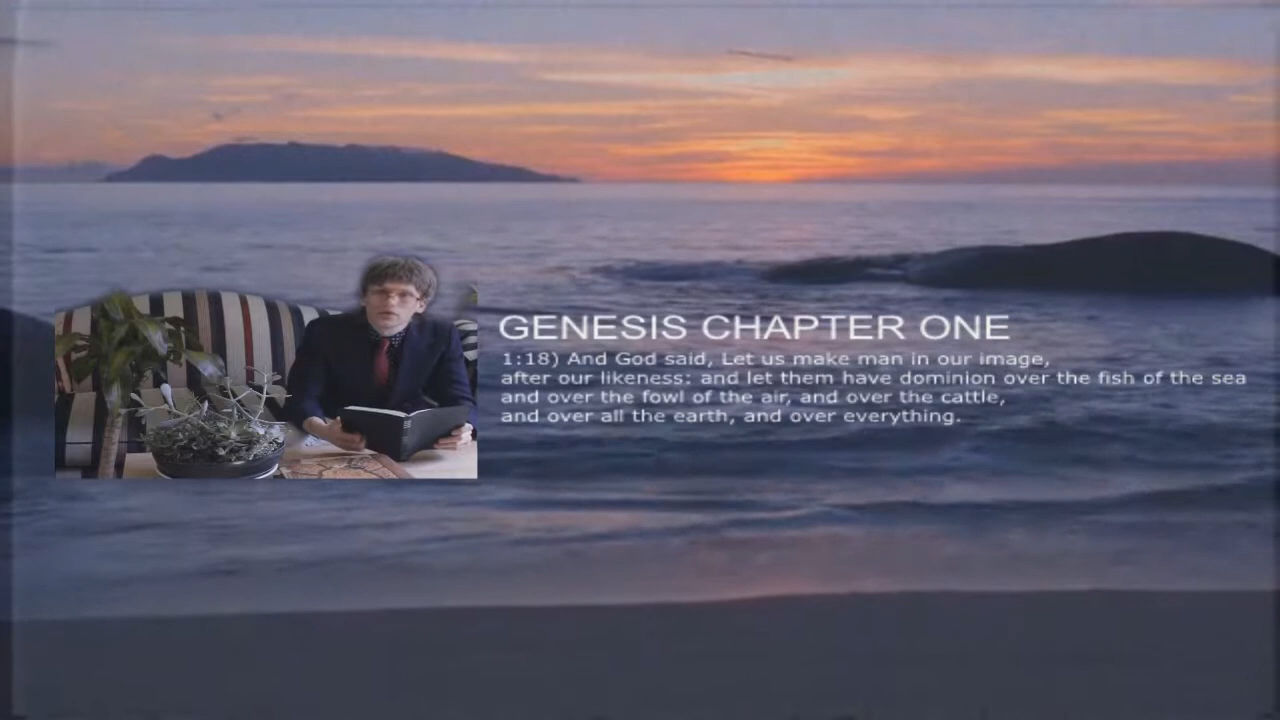 GENESIS CHAPTER ONE
1:18) And God said, Let us make man in our image,
after our likeness: and let them have dominion over the fish of the sea
and over the fowl of the air, and over the cattle,
and over all the earth, and over everything.